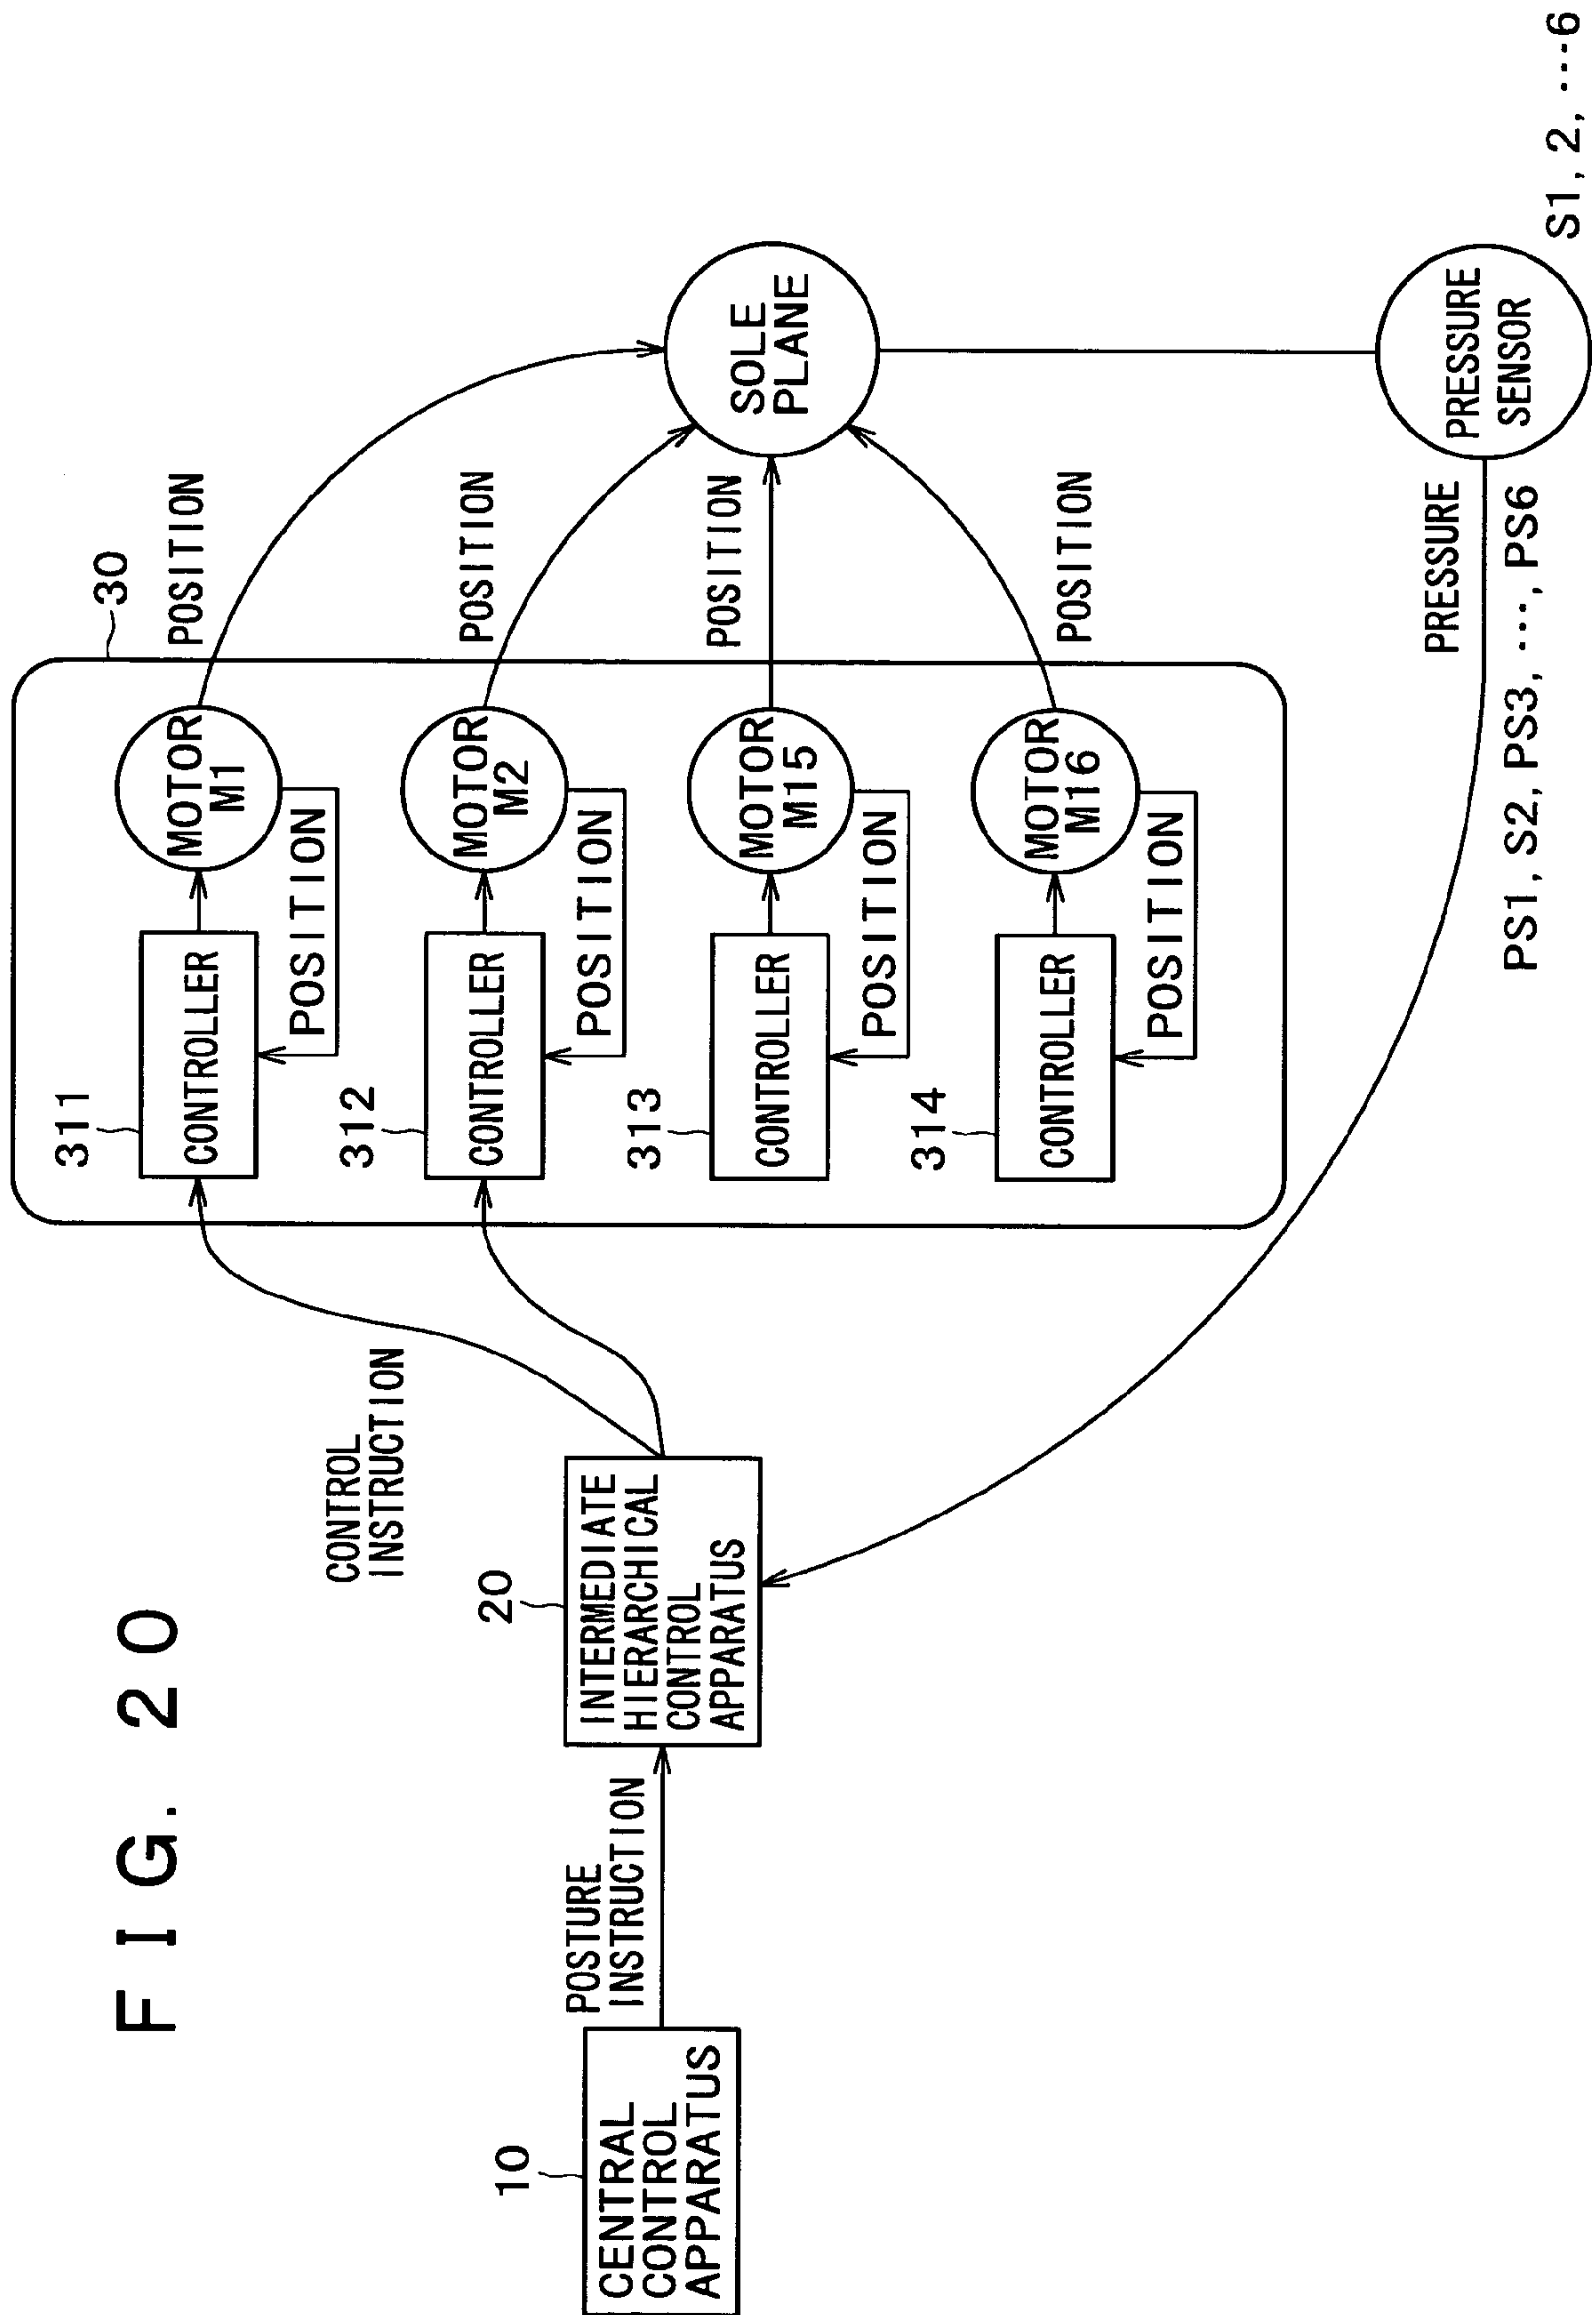 F I G. 2 0
10
CENTRAL
CONTROL
APPARATUS
POSTURE
INSTRUCTION
20
INTERMEDIATE
HIERARCHICAL
CONTROL
APPARATUS
CONTROL
INSTRUCTION
30
311
CONTROLLER
MOTOR
M1
POSITION
POSITION
312
CONTROLLER
MOTOR
M2
POSITION
POSITION
313
CONTROLLER
MOTOR
M15
POSITION
POSITION
314
CONTROLLER
MOTOR
M16
POSITION
POSITION
SOLE
PLANE
PRESSURE
PS1, S2, PS3, ···, PS6
PRESSURE
SENSOR
S1, 2, ···6